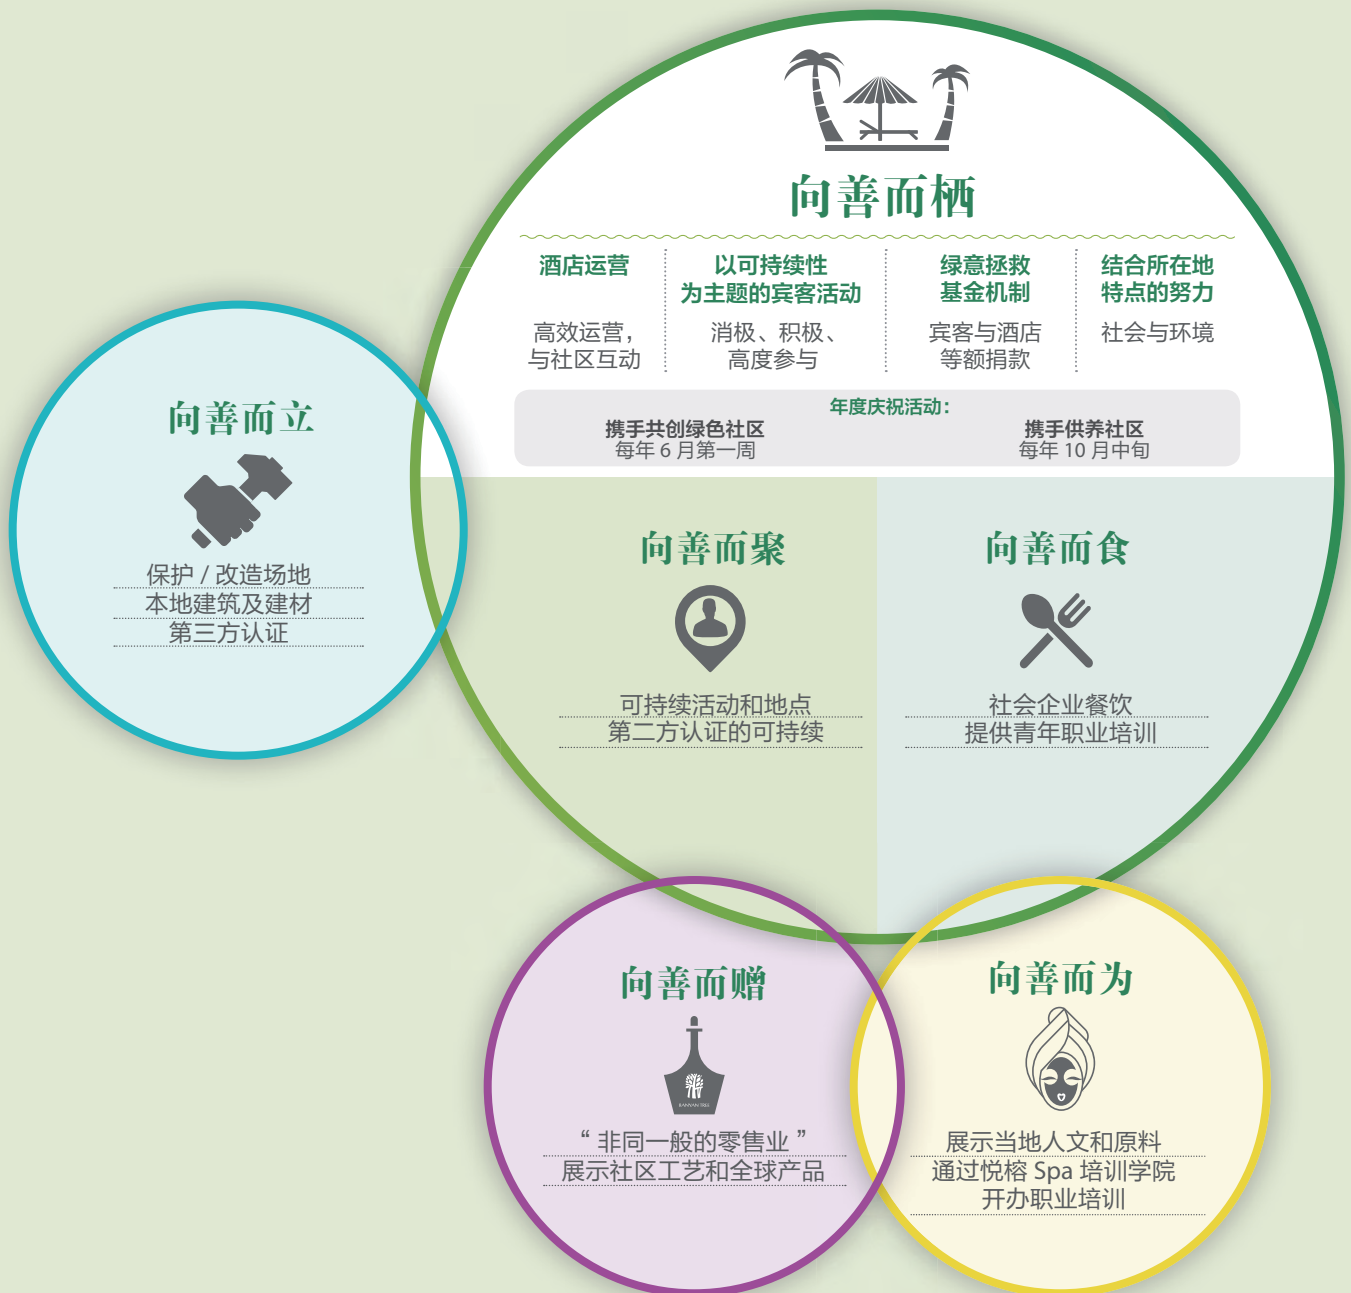 向善而栖
酒店运营
高效运营，
与社区互动
以可持续性
为主题的宾客活动
消极、积极、
高度参与
绿意拯救
基金机制
宾客与酒店
等额捐款
结合所在地
特点的努力
社会与环境
年度庆祝活动：
携手共创绿色社区
每年 6 月第一周
携手供养社区
每年 10 月中旬
向善而立
保护 / 改造场地
本地建筑及建材
第三方认证
向善而聚
可持续活动和地点
第二方认证的可持续
向善而食
社会企业餐饮
提供青年职业培训
向善而赠
BANYAN TREE
“ 非同一般的零售业 ”
展示社区工艺和全球产品
向善而为
展示当地人文和原料
通过悦榕 Spa 培训学院
开办职业培训